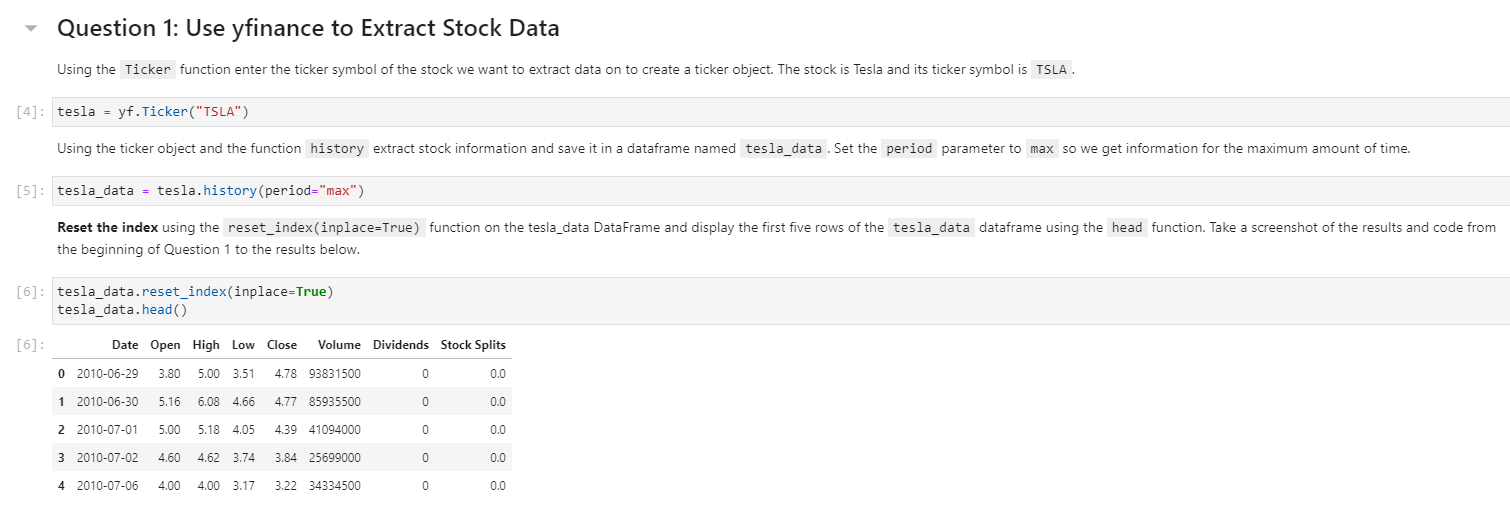 Question 1: Use yfinance to Extract Stock Data
Using the Ticker function enter the ticker symbol of the stock we want to extract data on to create a ticker object. The stock is Tesla and its ticker symbol is TSLA .
[4]: tesla = yf.Ticker("TSLA")
Using the ticker object and the function history extract stock information and save it in a dataframe named tesla_data . Set the period parameter to max so we get information for the maximum amount of time.
[5]: tesla_data = tesla.history(period="max")
Reset the index using the reset_index(inplace=True) function on the tesla_data DataFrame and display the first five rows of the tesla_data dataframe using the head function. Take a screenshot of the results and code from
the beginning of Question 1 to the results below.
[6]: tesla_data.reset_index(inplace=True)
tesla_data.head()
[6]: Date Open High Low Close Volume Dividends Stock Splits
0 2010-06-29 3.80 5.00 3.51 4.78 93831500 0 0.0
1 2010-06-30 5.16 6.08 4.66 4.77 85935500 0 0.0
2 2010-07-01 5.00 5.18 4.05 4.39 41094000 0 0.0
3 2010-07-02 4.60 4.62 3.74 3.84 25699000 0 0.0
4 2010-07-06 4.00 4.00 3.17 3.22 34334500 0 0.0